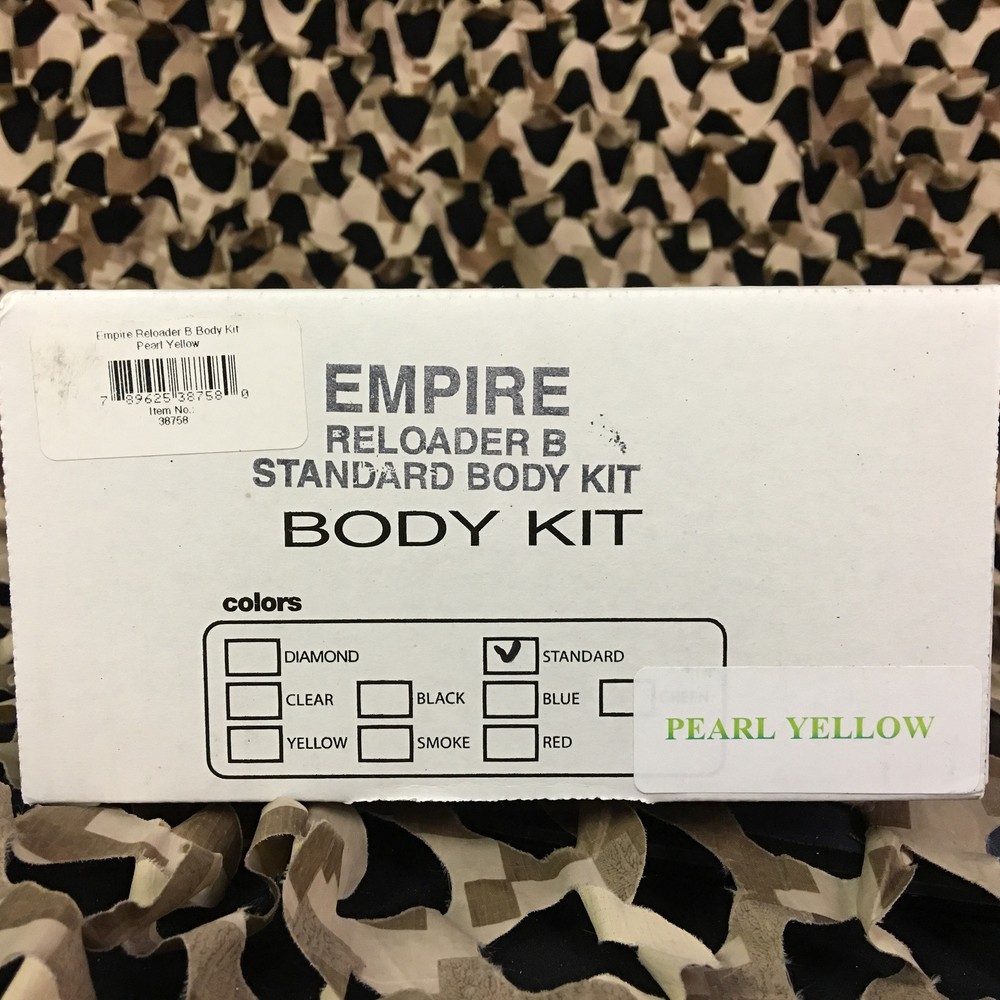 Empire Reloader B Body Kit
Pearl Yellow
7 89625 38758 0
Item No.:
38758
EMPIRE
RELOADER B
STANDARD BODY KIT
BODY KIT
colors
DIAMOND STANDARD
CLEAR BLACK BLUE GREEN
YELLOW SMOKE RED
PEARL YELLOW